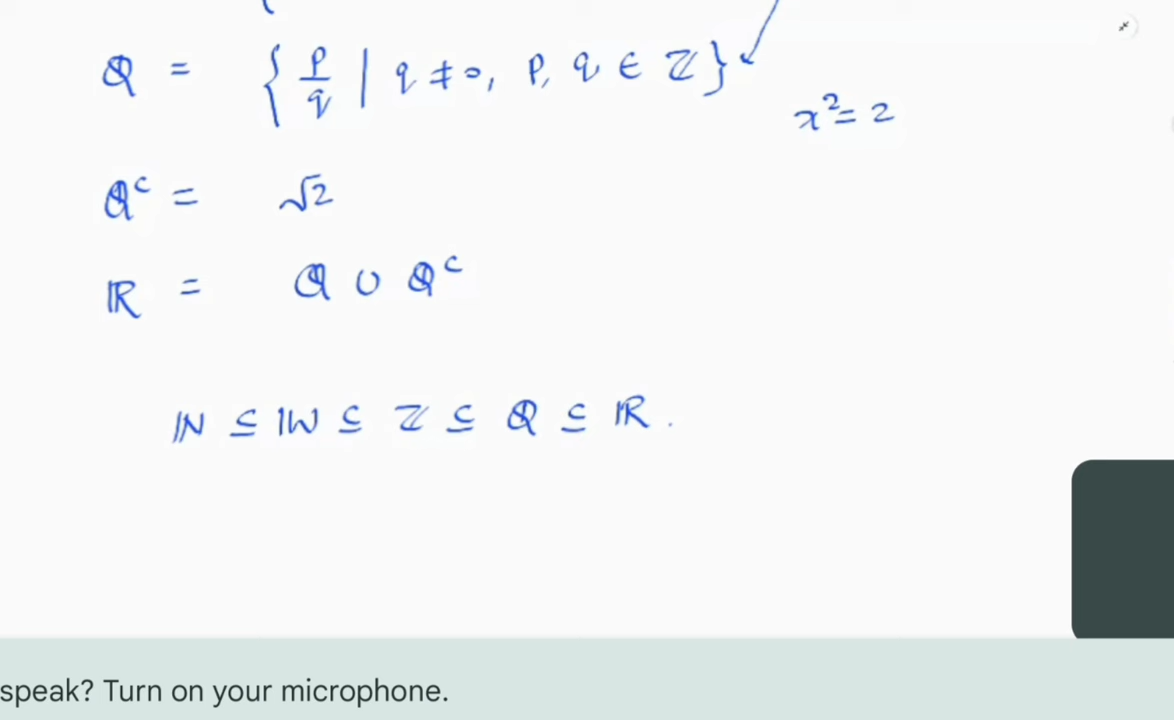 Q = { p/q | q ≠ 0, p, q ∈ Z }
x² = 2
Qᶜ = √2
ℝ = Q ∪ Qᶜ
ℕ ⊆ 𝕎 ⊆ Z ⊆ Q ⊆ ℝ.
speak? Turn on your microphone.